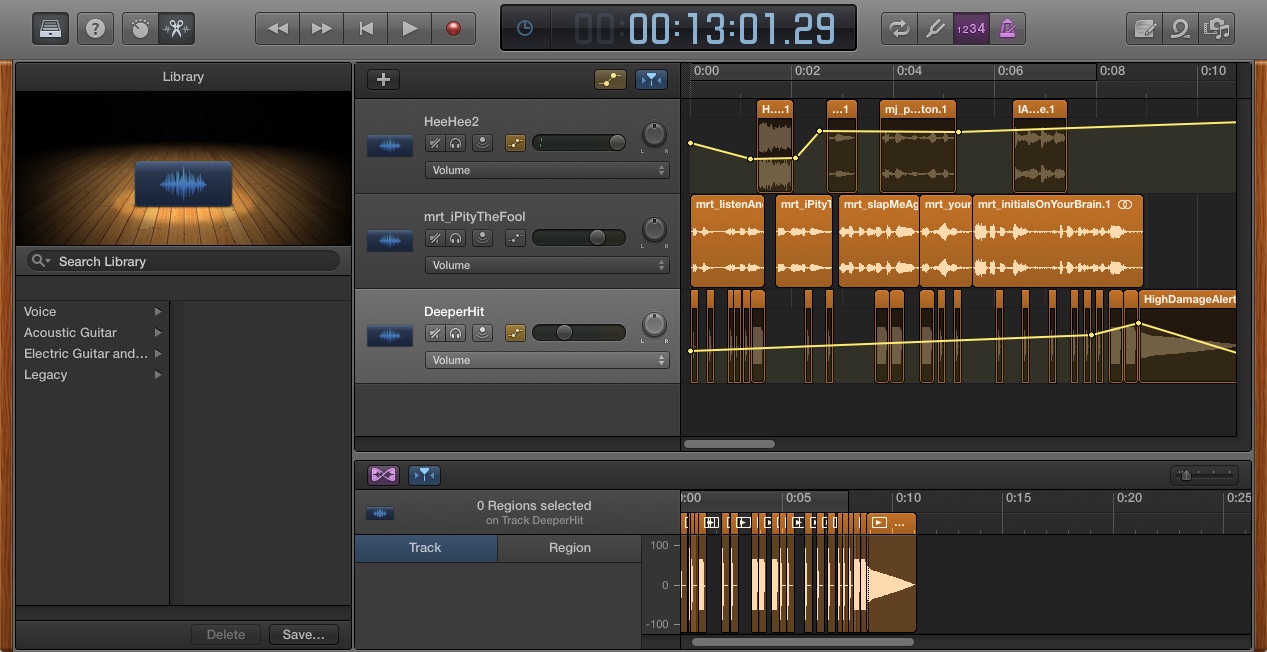 ?
00:13:01.29
1234
Library
Search Library
Voice
Acoustic Guitar
Electric Guitar and...
Legacy
Delete
Save...
+
0:00 0:02 0:04 0:06 0:08 0:10
HeeHee2
L R
Volume
H....1 ...1 mj_p...ton.1 IA...e.1
mrt_iPityTheFool
L R
Volume
mrt_listenAn mrt_iPityT mrt_slapMeAg mrt_your mrt_initialsOnYourBrain.1
DeeperHit
L R
Volume
HighDamageAlert
0 Regions selected
on Track DeeperHit
Track
Region
:00 0:05 0:10 0:15 0:20 0:25
...
100
0
-100